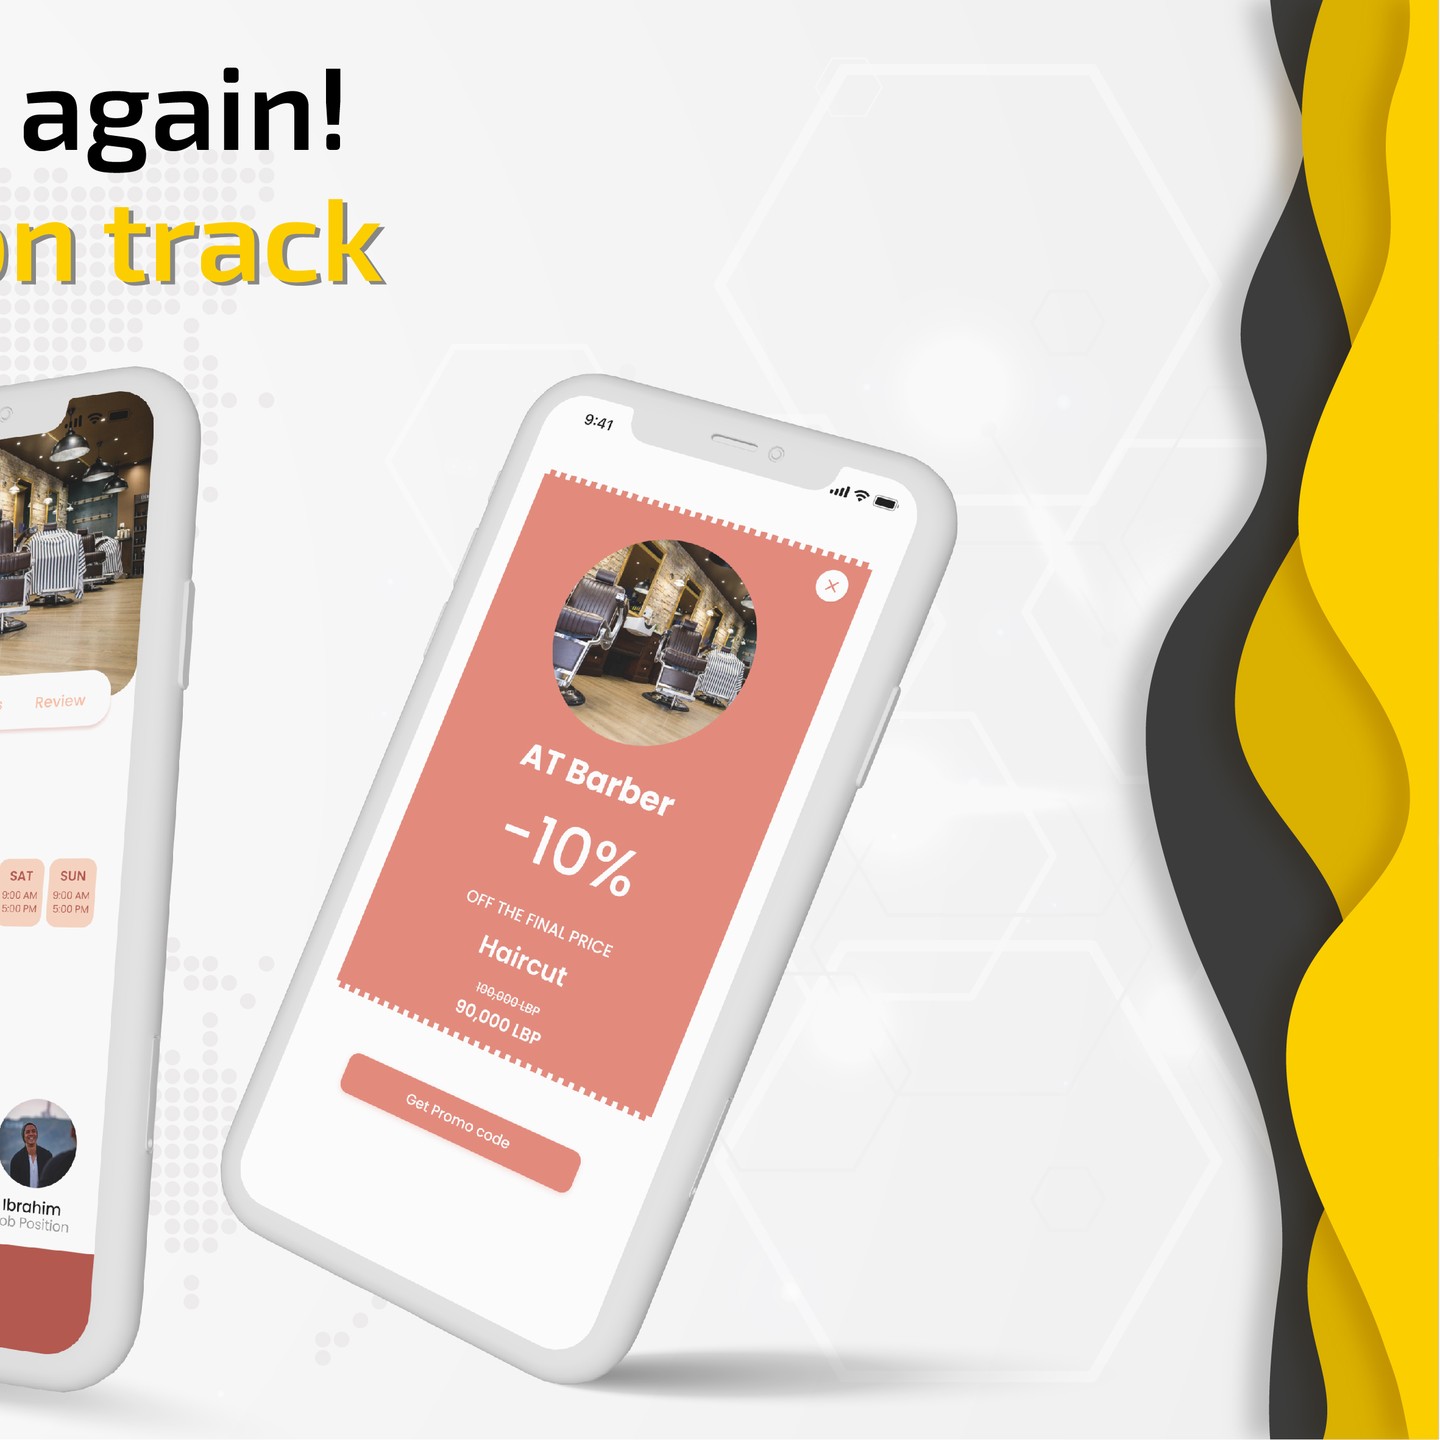 again!
on track
Review
SAT
SUN
9:00 AM
5:00 PM
9:00 AM
5:00 PM
Ibrahim
ob Position
9:41
AT Barber
-10%
OFF THE FINAL PRICE
Haircut
100,000 LBP
90,000 LBP
Get Promo code